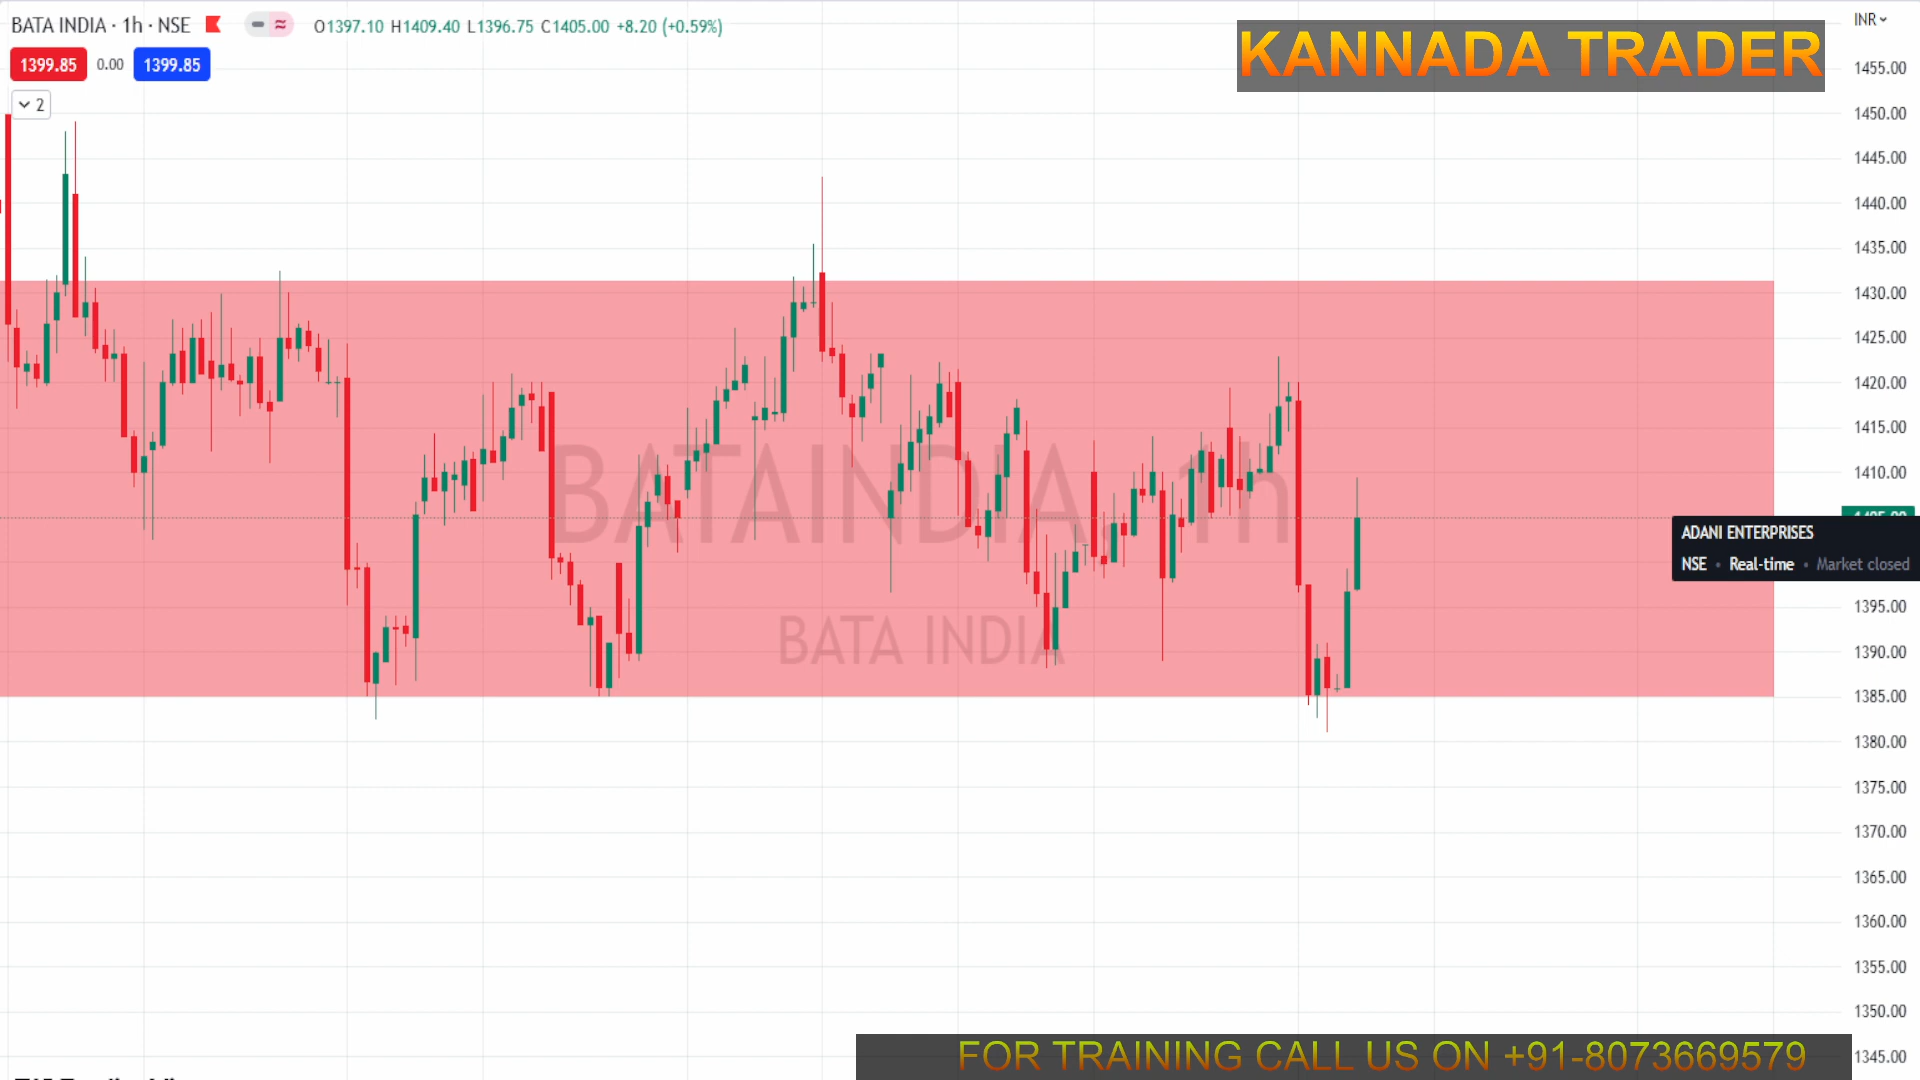 BATA INDIA · 1h · NSE O1397.10 H1409.40 L1396.75 C1405.00 +8.20 (+0.59%)
INR
KANNADA TRADER
1399.85 0.00 1399.85
2
1455.00
1450.00
1445.00
1440.00
1435.00
1430.00
1425.00
1420.00
1415.00
1410.00
BATAINDIA, 1h
BATA INDIA
ADANI ENTERPRISES
NSE • Real-time • Market closed
1395.00
1390.00
1385.00
1380.00
1375.00
1370.00
1365.00
1360.00
1355.00
1350.00
1345.00
FOR TRAINING CALL US ON +91-8073669579